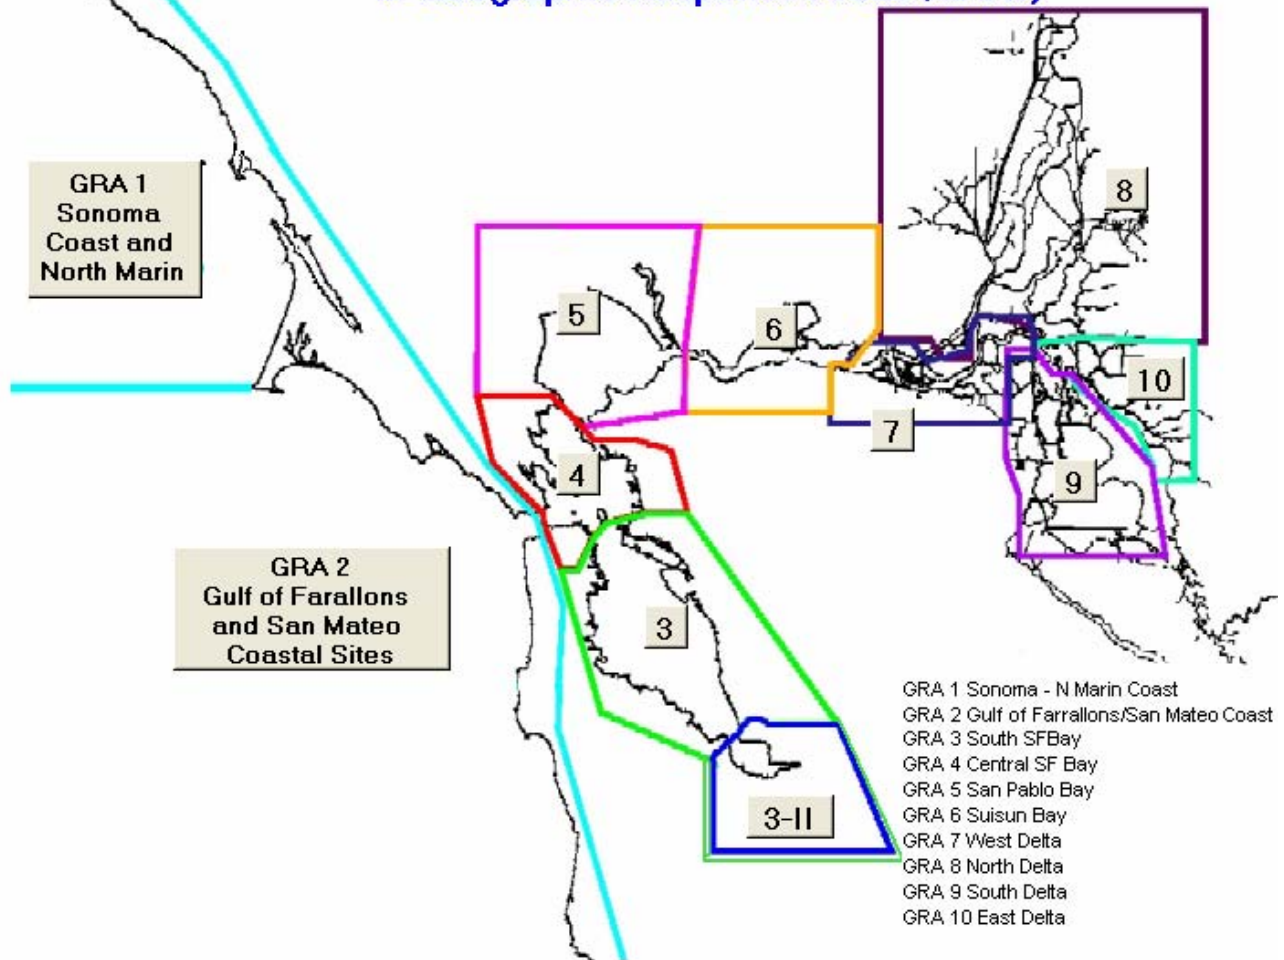 GRA 1
Sonoma
Coast and
North Marin
8
5
6
10
7
4
9
GRA 2
Gulf of Farallons
and San Mateo
Coastal Sites
3
3-II
GRA 1 Sonoma - N Marin Coast
GRA 2 Gulf of Farrallons/San Mateo Coast
GRA 3 South SFBay
GRA 4 Central SF Bay
GRA 5 San Pablo Bay
GRA 6 Suisun Bay
GRA 7 West Delta
GRA 8 North Delta
GRA 9 South Delta
GRA 10 East Delta